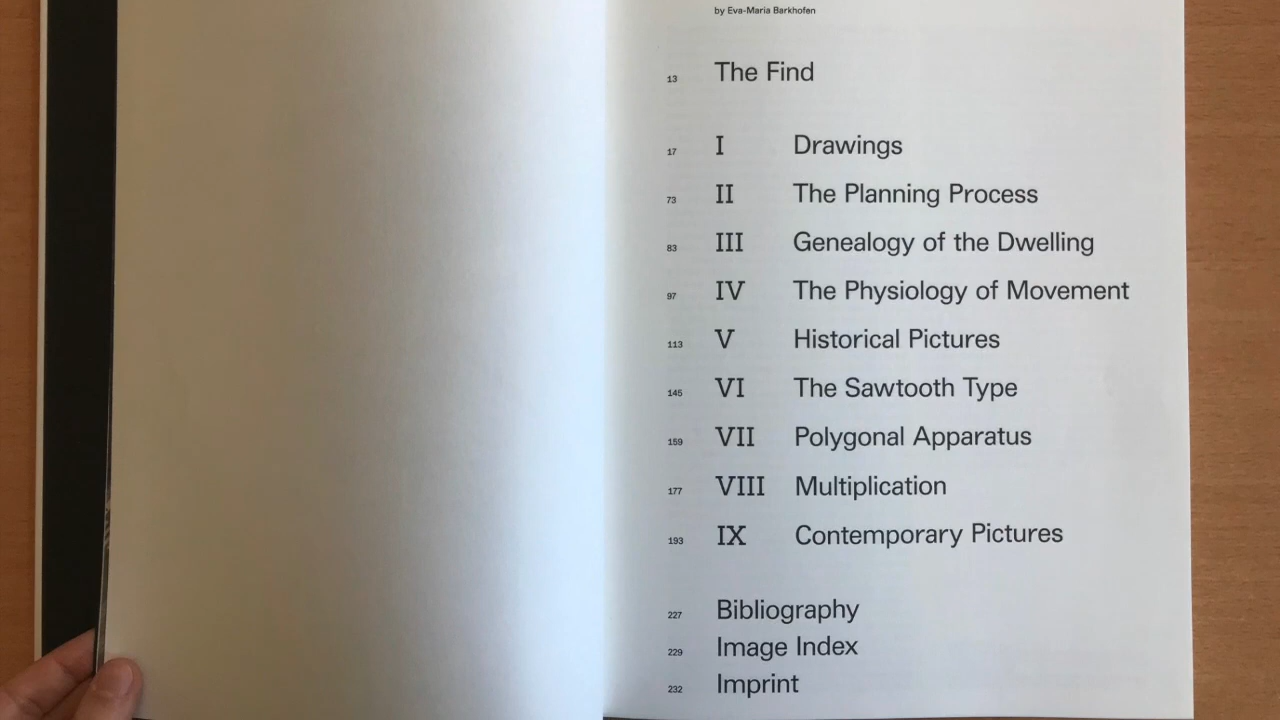 by Eva-Maria Barkhofen
13 The Find
17 I Drawings
73 II The Planning Process
83 III Genealogy of the Dwelling
97 IV The Physiology of Movement
113 V Historical Pictures
145 VI The Sawtooth Type
159 VII Polygonal Apparatus
177 VIII Multiplication
193 IX Contemporary Pictures
227 Bibliography
229 Image Index
232 Imprint